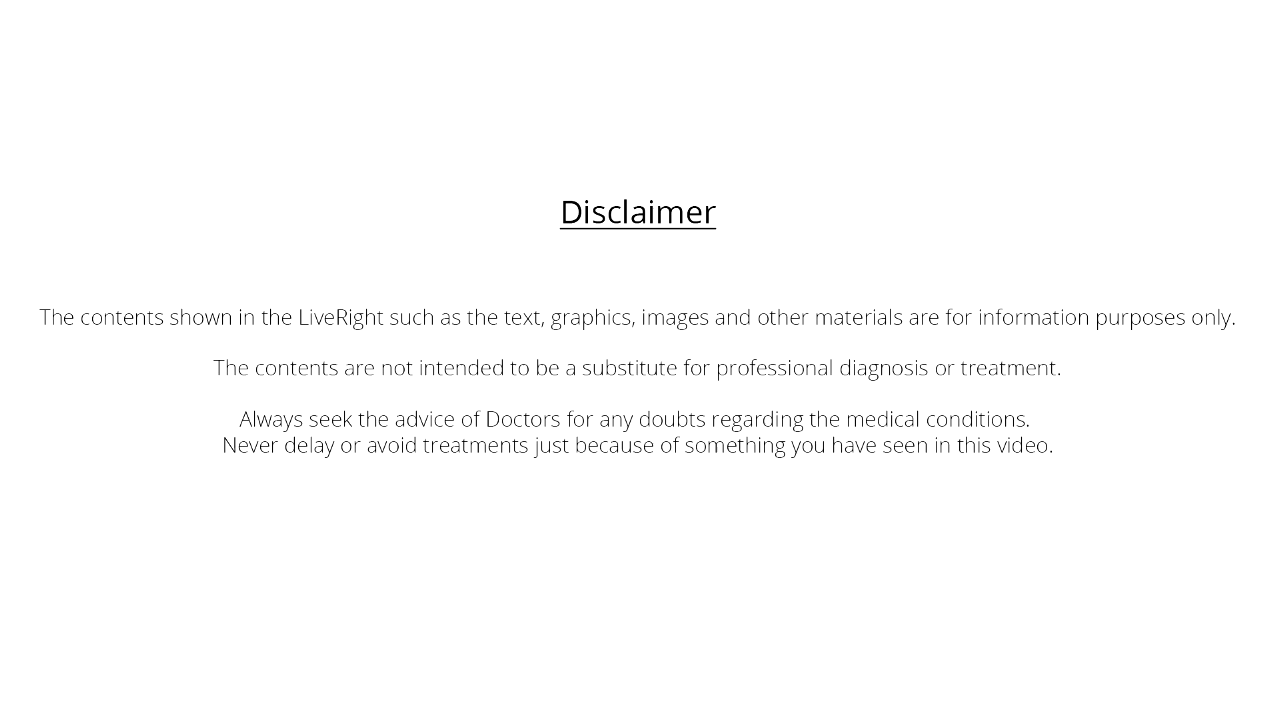 Disclaimer
The contents shown in the LiveRight such as the text, graphics, images and other materials are for information purposes only.
The contents are not intended to be a substitute for professional diagnosis or treatment.
Always seek the advice of Doctors for any doubts regarding the medical conditions.
Never delay or avoid treatments just because of something you have seen in this video.